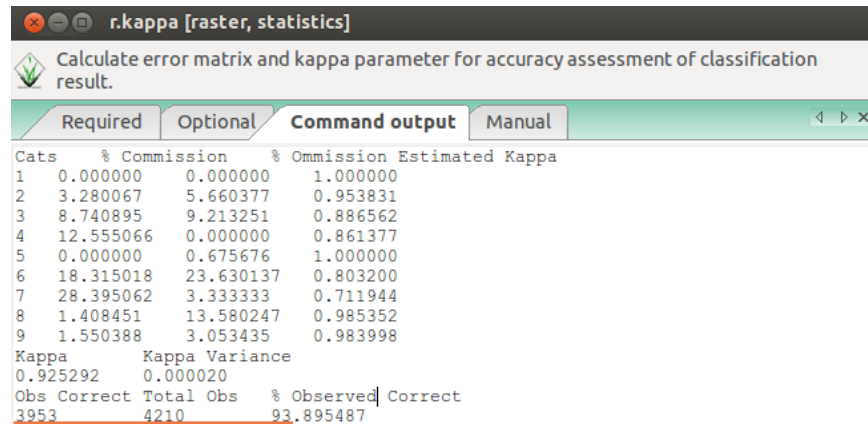 r.kappa [raster, statistics]
Calculate error matrix and kappa parameter for accuracy assessment of classification
result.
Required Optional Command output Manual
Cats % Commission % Ommission Estimated Kappa
1 0.000000 0.000000 1.000000
2 3.280067 5.660377 0.953831
3 8.740895 9.213251 0.886562
4 12.555066 0.000000 0.861377
5 0.000000 0.675676 1.000000
6 18.315018 23.630137 0.803200
7 28.395062 3.333333 0.711944
8 1.408451 13.580247 0.985352
9 1.550388 3.053435 0.983998
Kappa Kappa Variance
0.925292 0.000020
Obs Correct Total Obs % Observed Correct
3953 4210 93.895487